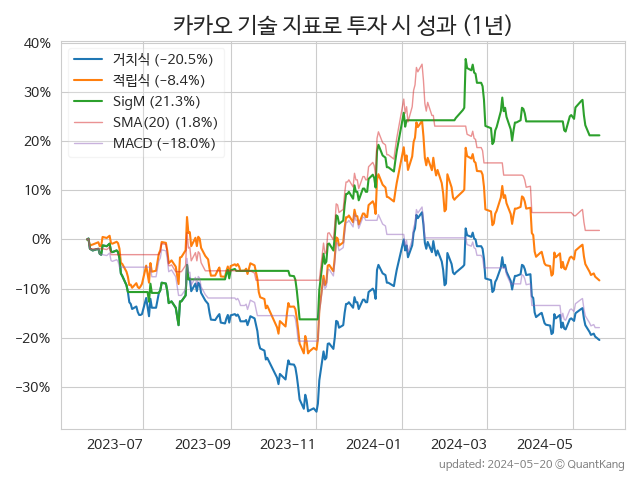 카카오 기술 지표로 투자 시 성과 (1년)
40%
30%
20%
10%
0%
−10%
−20%
−30%
거치식 (−20.5%)
적립식 (−8.4%)
SigM (21.3%)
SMA(20) (1.8%)
MACD (−18.0%)
2023-07
2023-09
2023-11
2024-01
2024-03
2024-05
updated: 2024-05-20 © QuantKang